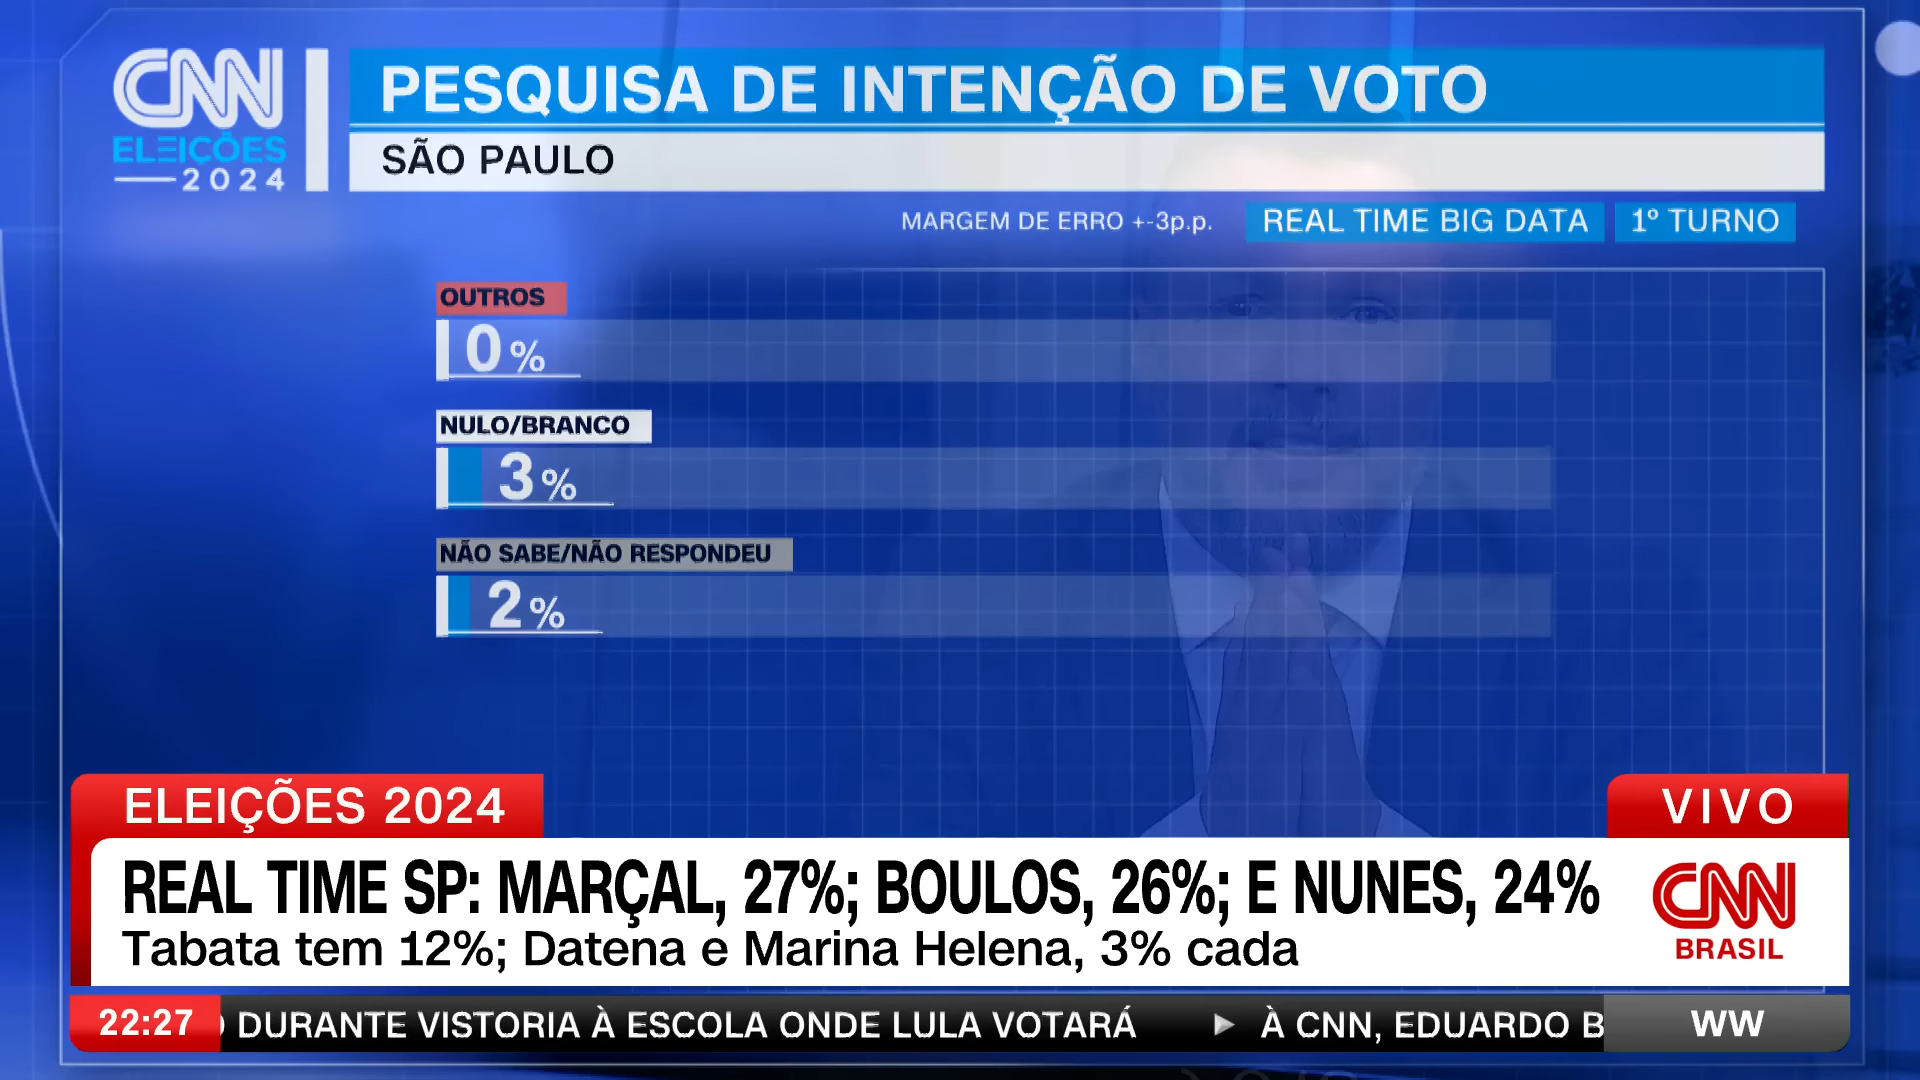 CNN
ELEIÇÕES
2024
PESQUISA DE INTENÇÃO DE VOTO
SÃO PAULO
MARGEM DE ERRO +-3p.p.
REAL TIME BIG DATA
1º TURNO
OUTROS
0%
NULO/BRANCO
3%
NÃO SABE/NÃO RESPONDEU
2%
ELEIÇÕES 2024
VIVO
REAL TIME SP: MARÇAL, 27%; BOULOS, 26%; E NUNES, 24%
Tabata tem 12%; Datena e Marina Helena, 3% cada
CNN
BRASIL
22:27
DURANTE VISTORIA À ESCOLA ONDE LULA VOTARÁ
À CNN, EDUARDO B
WW